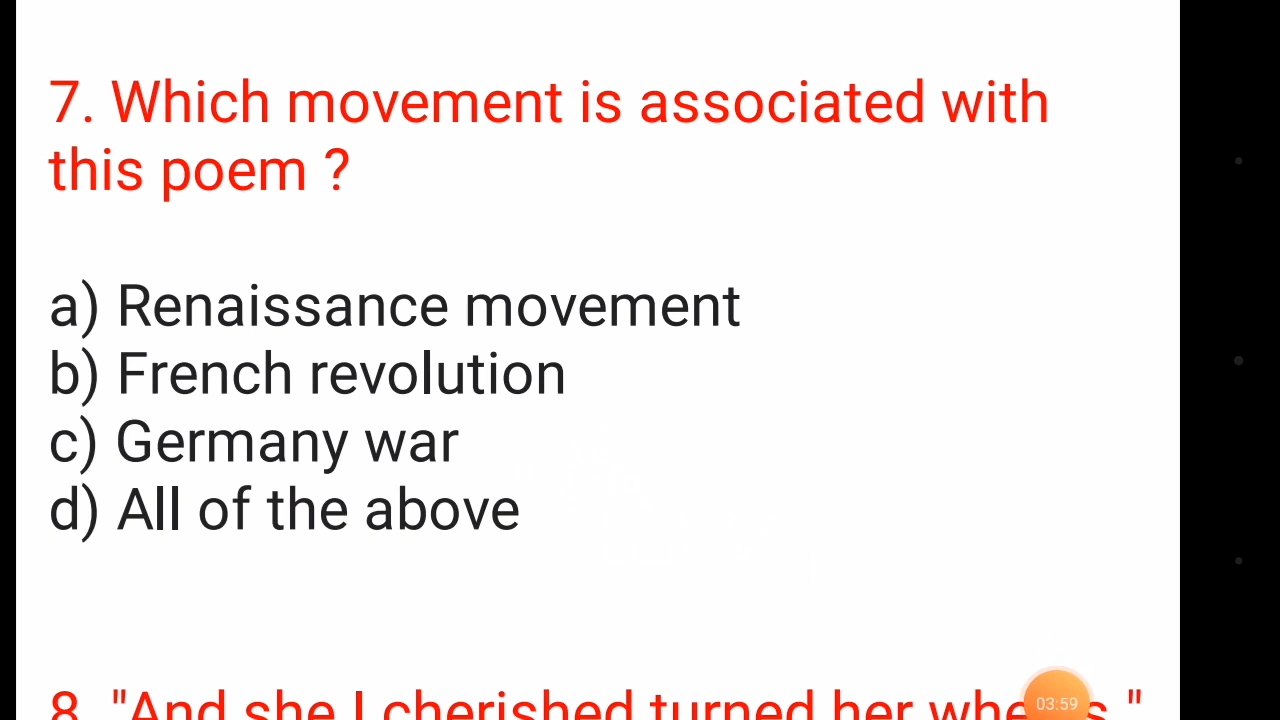 7. Which movement is associated with
this poem ?
a) Renaissance movement
b) French revolution
c) Germany war
d) All of the above
8. "And she I cherished turned her "
03:59